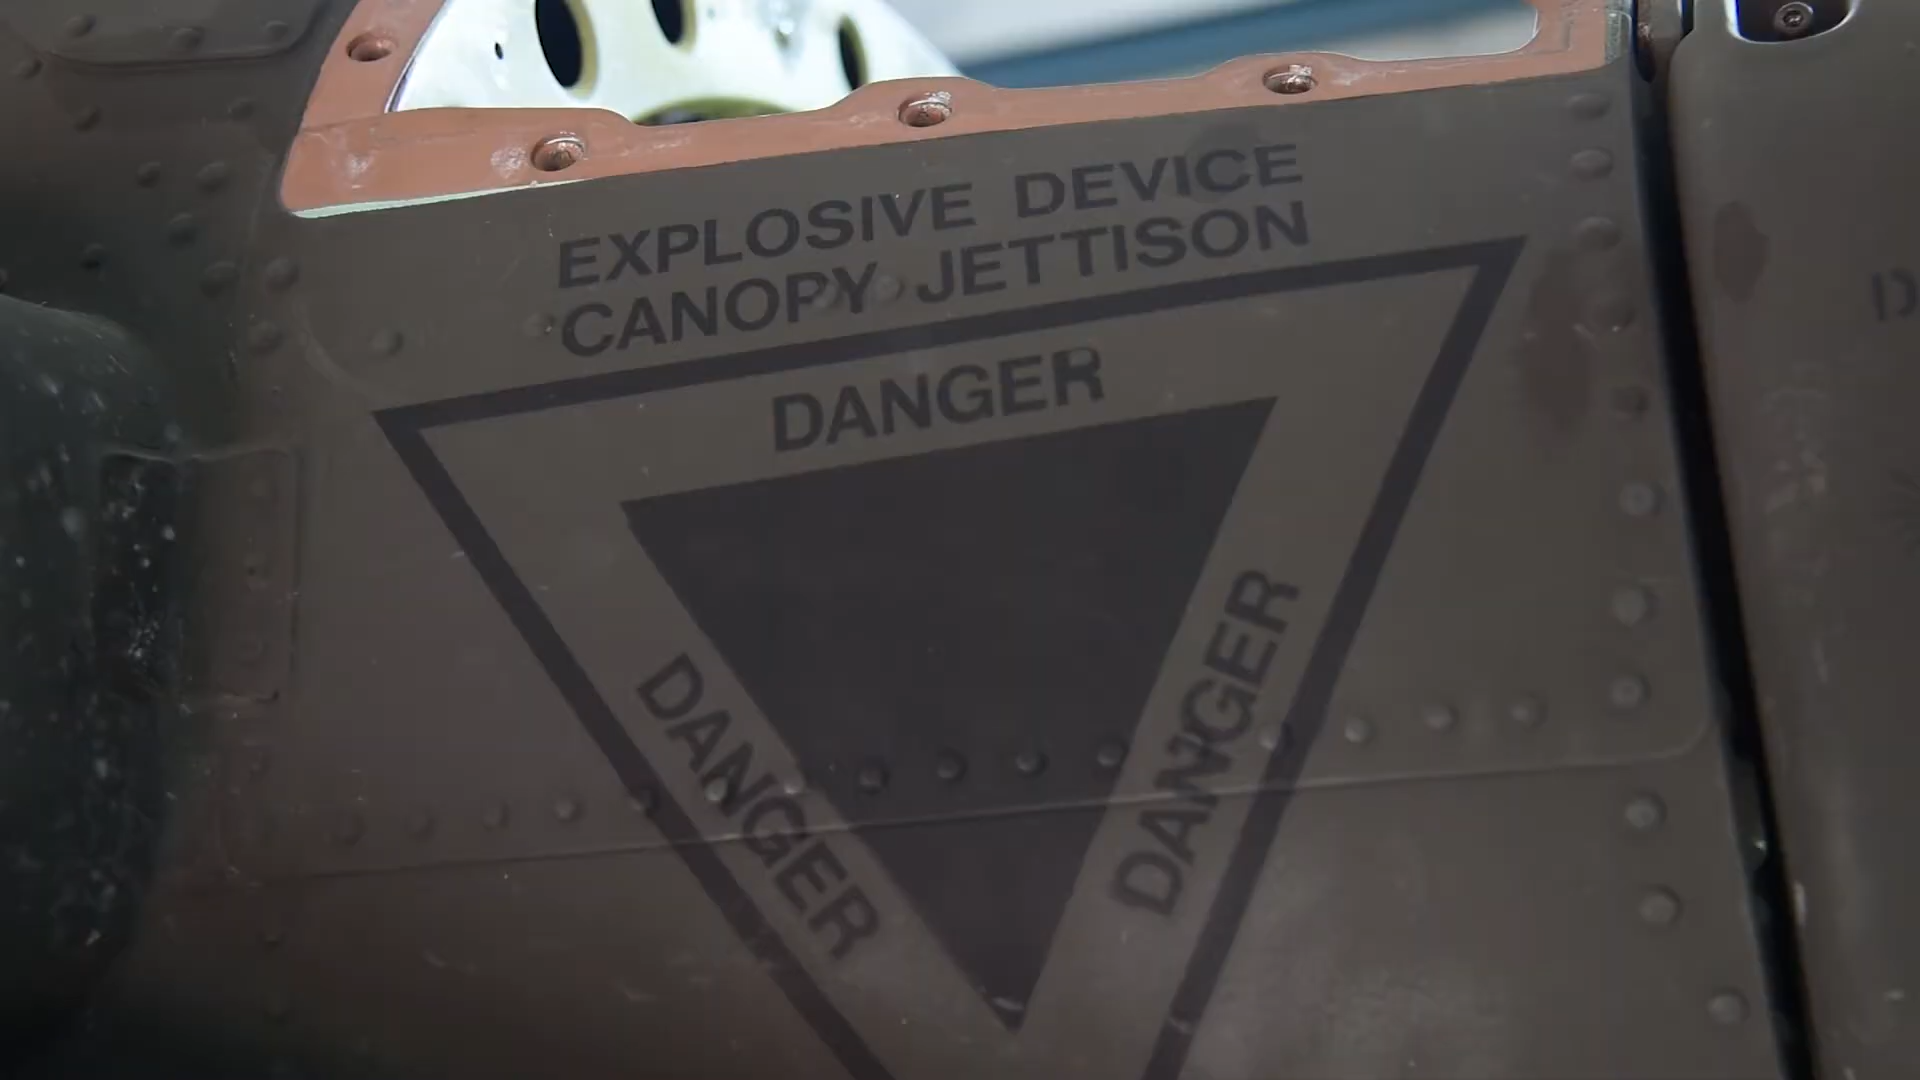 EXPLOSIVE DEVICE
CANOPY JETTISON
DANGER
DANGER
DANGER